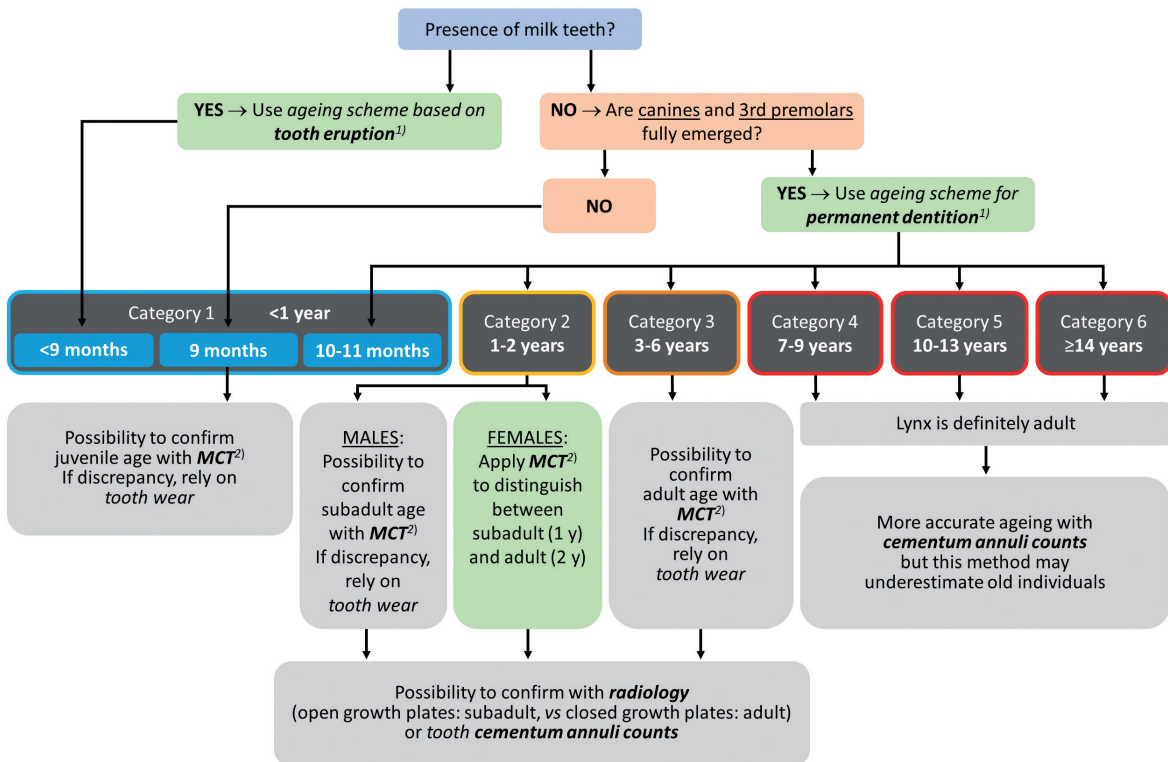 Presence of milk teeth?
YES → Use ageing scheme based on
tooth eruption1)
NO → Are canines and 3rd premolars
fully emerged?
NO
YES → Use ageing scheme for
permanent dentition1)
Category 1 <1 year
<9 months
9 months
10-11 months
Category 2
1-2 years
Category 3
3-6 years
Category 4
7-9 years
Category 5
10-13 years
Category 6
≥14 years
Possibility to confirm
juvenile age with MCT2)
If discrepancy, rely on
tooth wear
MALES:
Possibility to
confirm
subadult age
with MCT2)
If discrepancy,
rely on
tooth wear
FEMALES:
Apply MCT2)
to distinguish
between
subadult (1 y)
and adult (2 y)
Possibility to
confirm
adult age with
MCT2)
If discrepancy,
rely on
tooth wear
Lynx is definitely adult
More accurate ageing with
cementum annuli counts
but this method may
underestimate old individuals
Possibility to confirm with radiology
(open growth plates: subadult, vs closed growth plates: adult)
or tooth cementum annuli counts